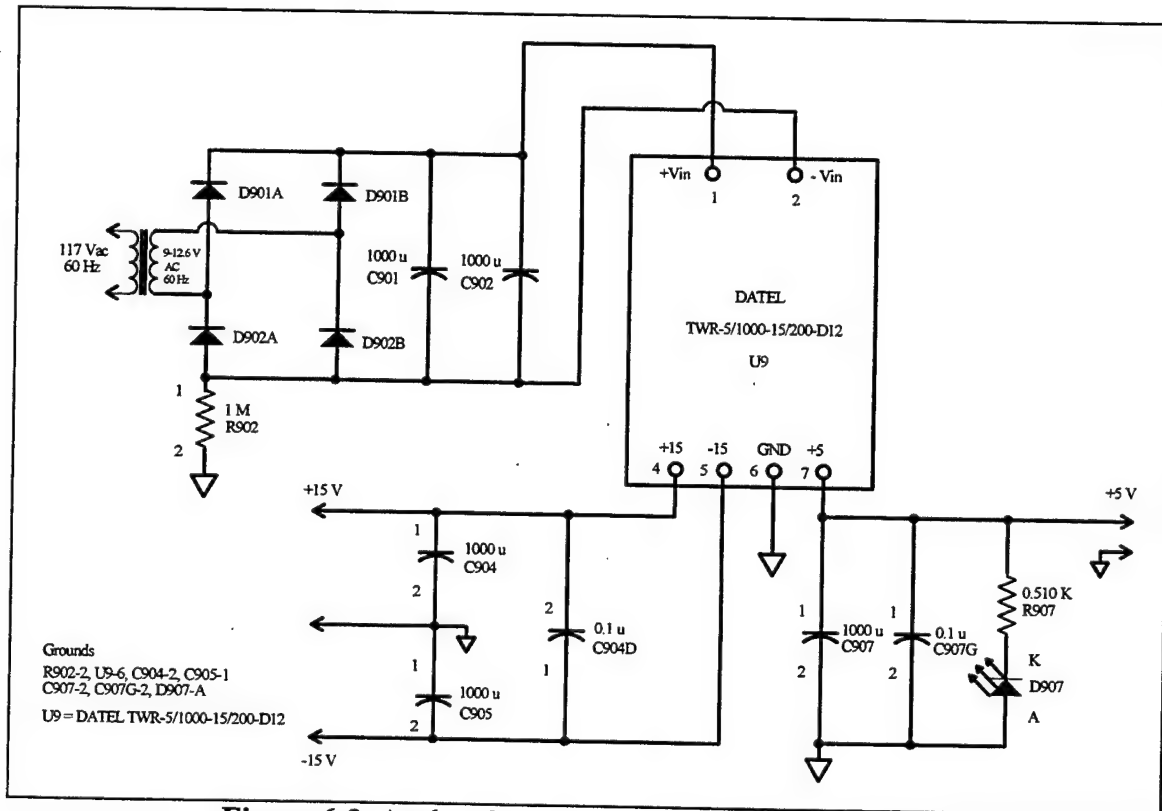 +Vin
- Vin
1
2
D901A
D901B
117 Vac
60 Hz
9-12.6 V
AC
60 Hz
1000 u
C901
1000 u
C902
DATEL
TWR-5/1000-15/200-D12
U9
D902A
D902B
1
1 M
R902
2
+15
-15
GND
+5
4
5
6
7
+15 V
+5 V
1
1000 u
C904
2
2
0.1 u
C904D
1
1
1000 u
C905
2
-15 V
0.510 K
R907
1
1000 u
C907
2
1
0.1 u
C907G
2
K
D907
A
Grounds
R902-2, U9-6, C904-2, C905-1
C907-2, C907G-2, D907-A
U9 = DATEL TWR-5/1000-15/200-D12